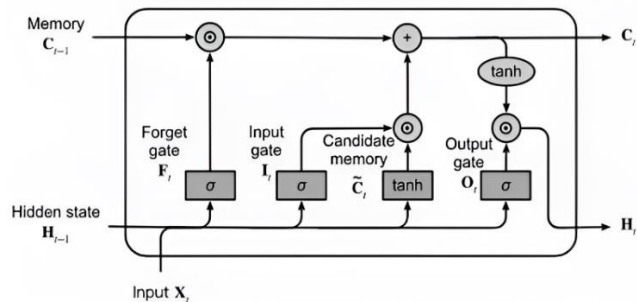 Memory
C_{t−1}
C_t
tanh
Forget
gate
F_t
Input
gate
I_t
Candidate
memory
C̃_t
Output
gate
O_t
σ
σ
tanh
σ
Hidden state
H_{t−1}
H_t
Input X_t